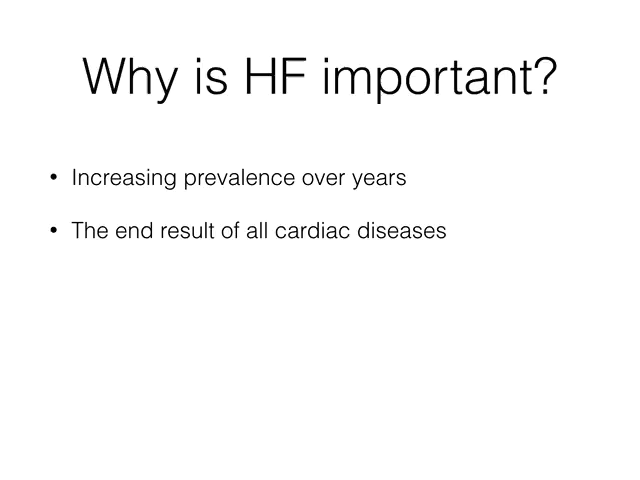 Why is HF important?
• Increasing prevalence over years
• The end result of all cardiac diseases